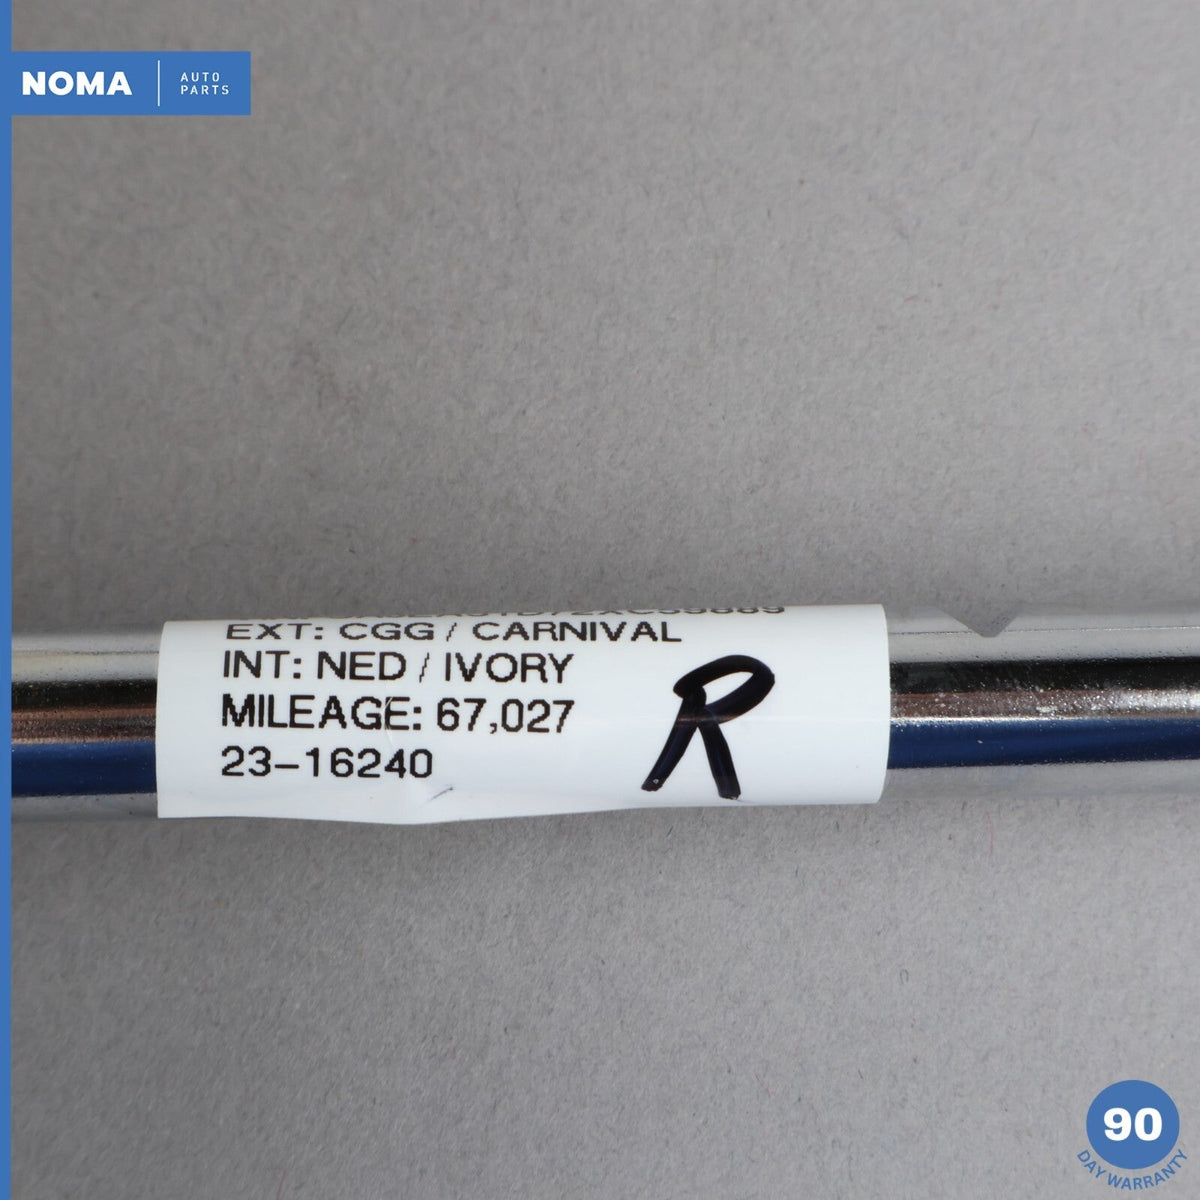 NOMA
AUTO
PARTS
EXT: CGG / CARNIVAL
INT: NED / IVORY
MILEAGE: 67,027
23-16240
R
90
DAY WARRANTY